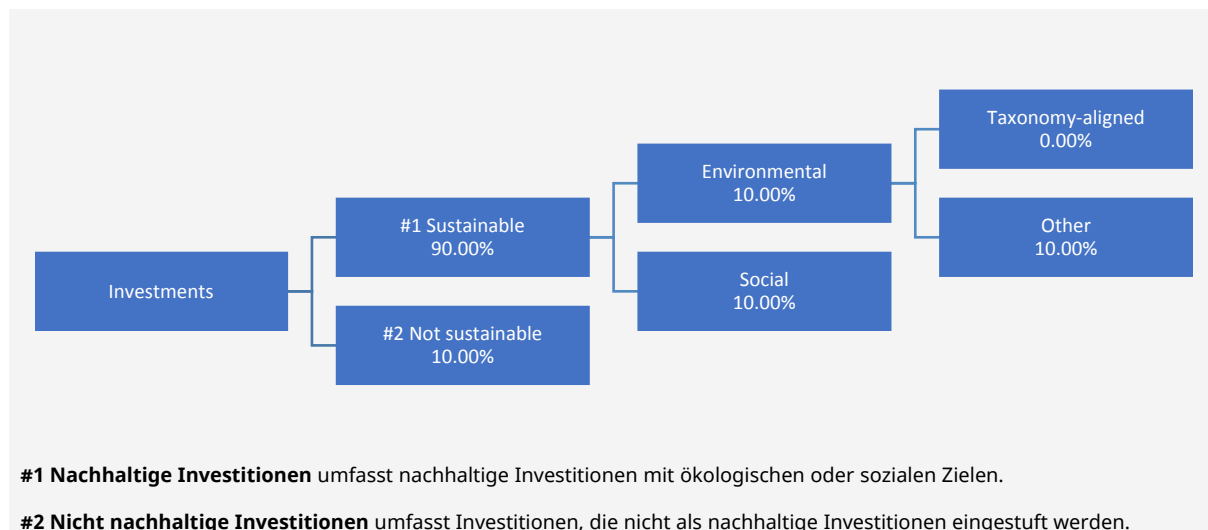 Investments
#1 Sustainable
90.00%
#2 Not sustainable
10.00%
Environmental
10.00%
Social
10.00%
Taxonomy-aligned
0.00%
Other
10.00%
#1 Nachhaltige Investitionen umfasst nachhaltige Investitionen mit ökologischen oder sozialen Zielen.
#2 Nicht nachhaltige Investitionen umfasst Investitionen, die nicht als nachhaltige Investitionen eingestuft werden.